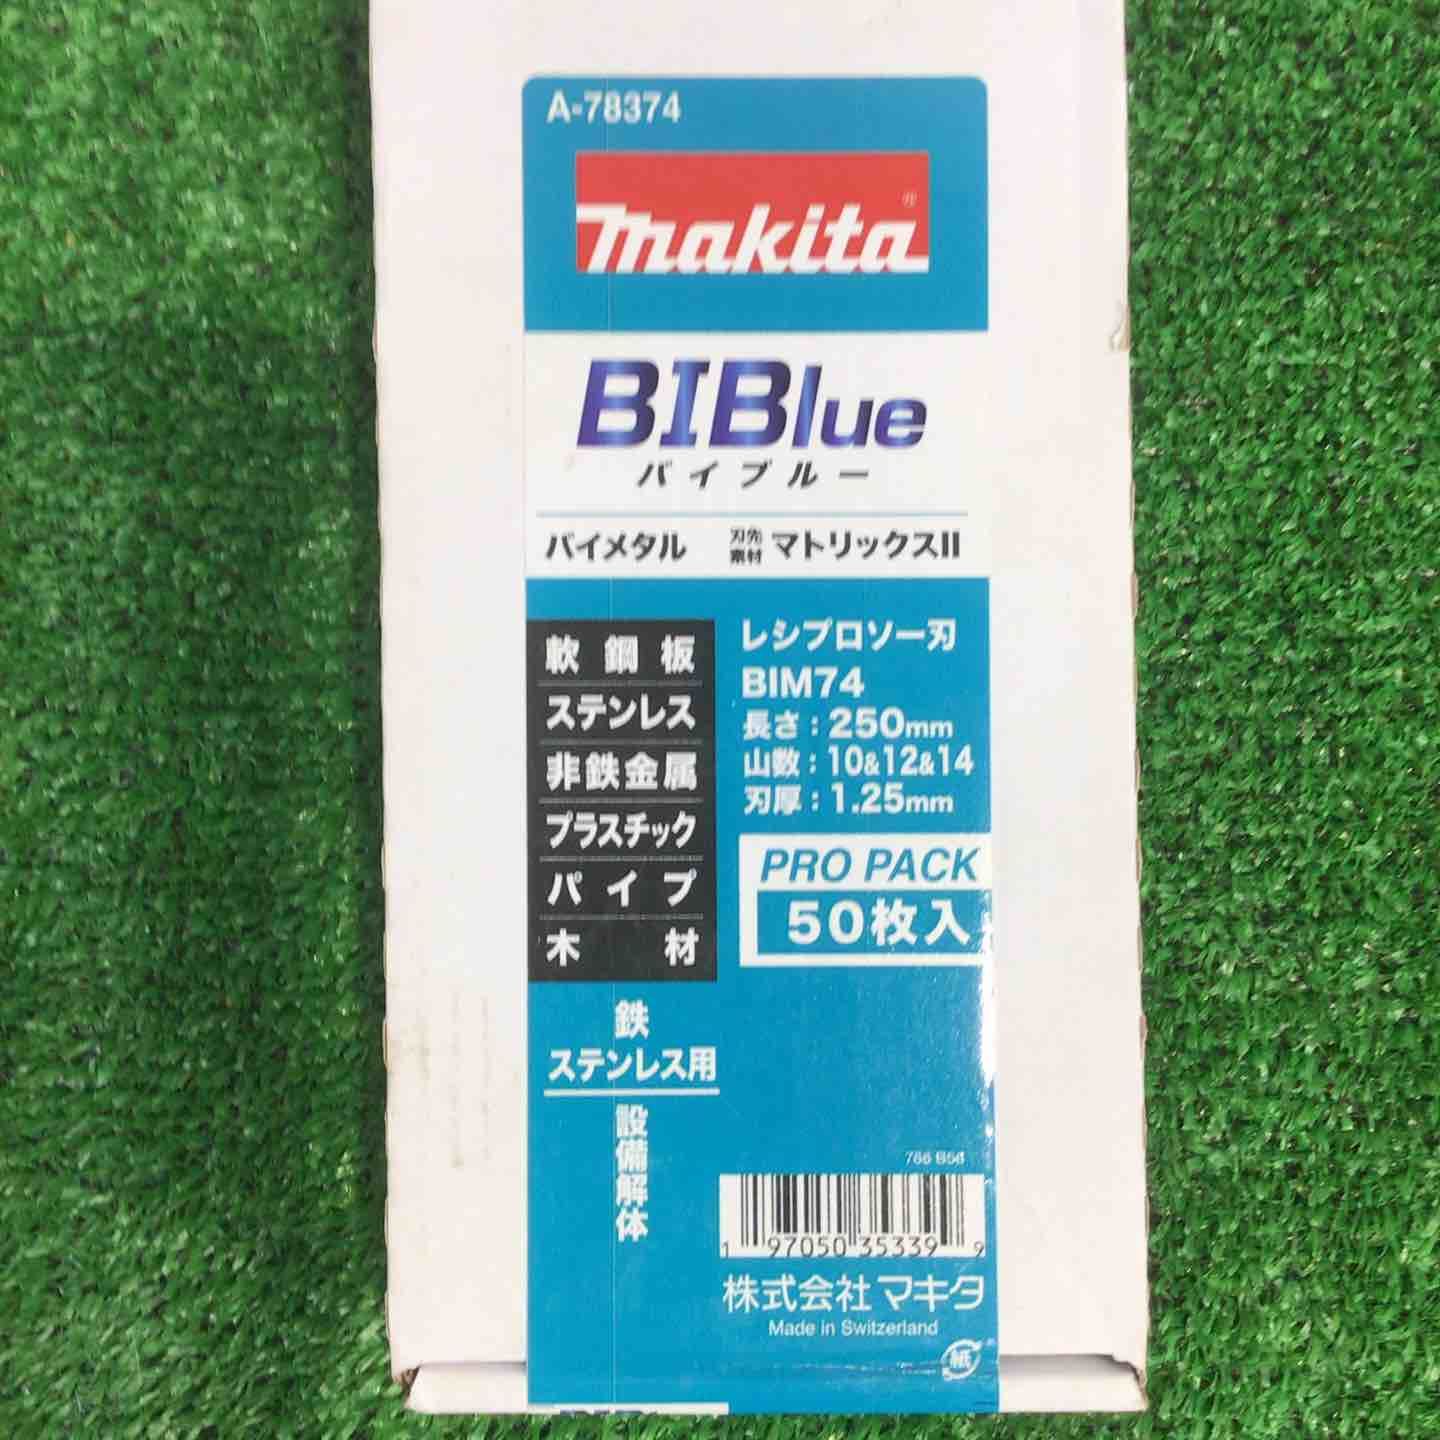 A-78374
makita®
BIBlue
バイブルー
バイメタル 刃先素材 マトリックスII
軟鋼板
ステンレス
非鉄金属
プラスチック
パイプ
木材
レシプロソー刃
BIM74
長さ：250mm
山数：10&12&14
刃厚：1.25mm
PRO PACK
50枚入
鉄
ステンレス用
設備解体
1 97050 35339 9
株式会社マキタ
Made in Switzerland
紙